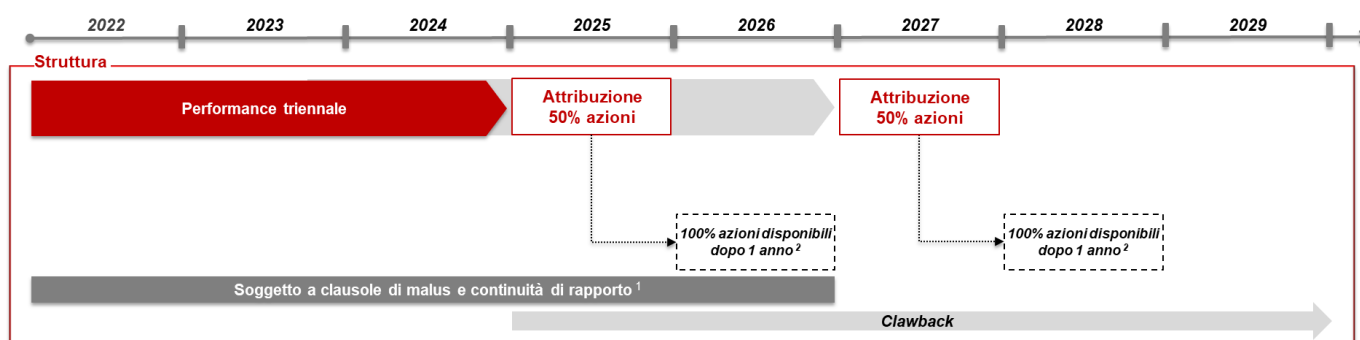 2022 2023 2024 2025 2026 2027 2028 2029
Struttura
Performance triennale
Attribuzione
50% azioni
Attribuzione
50% azioni
100% azioni disponibili
dopo 1 anno ²
100% azioni disponibili
dopo 1 anno ²
Soggetto a clausole di malus e continuità di rapporto ¹
Clawback